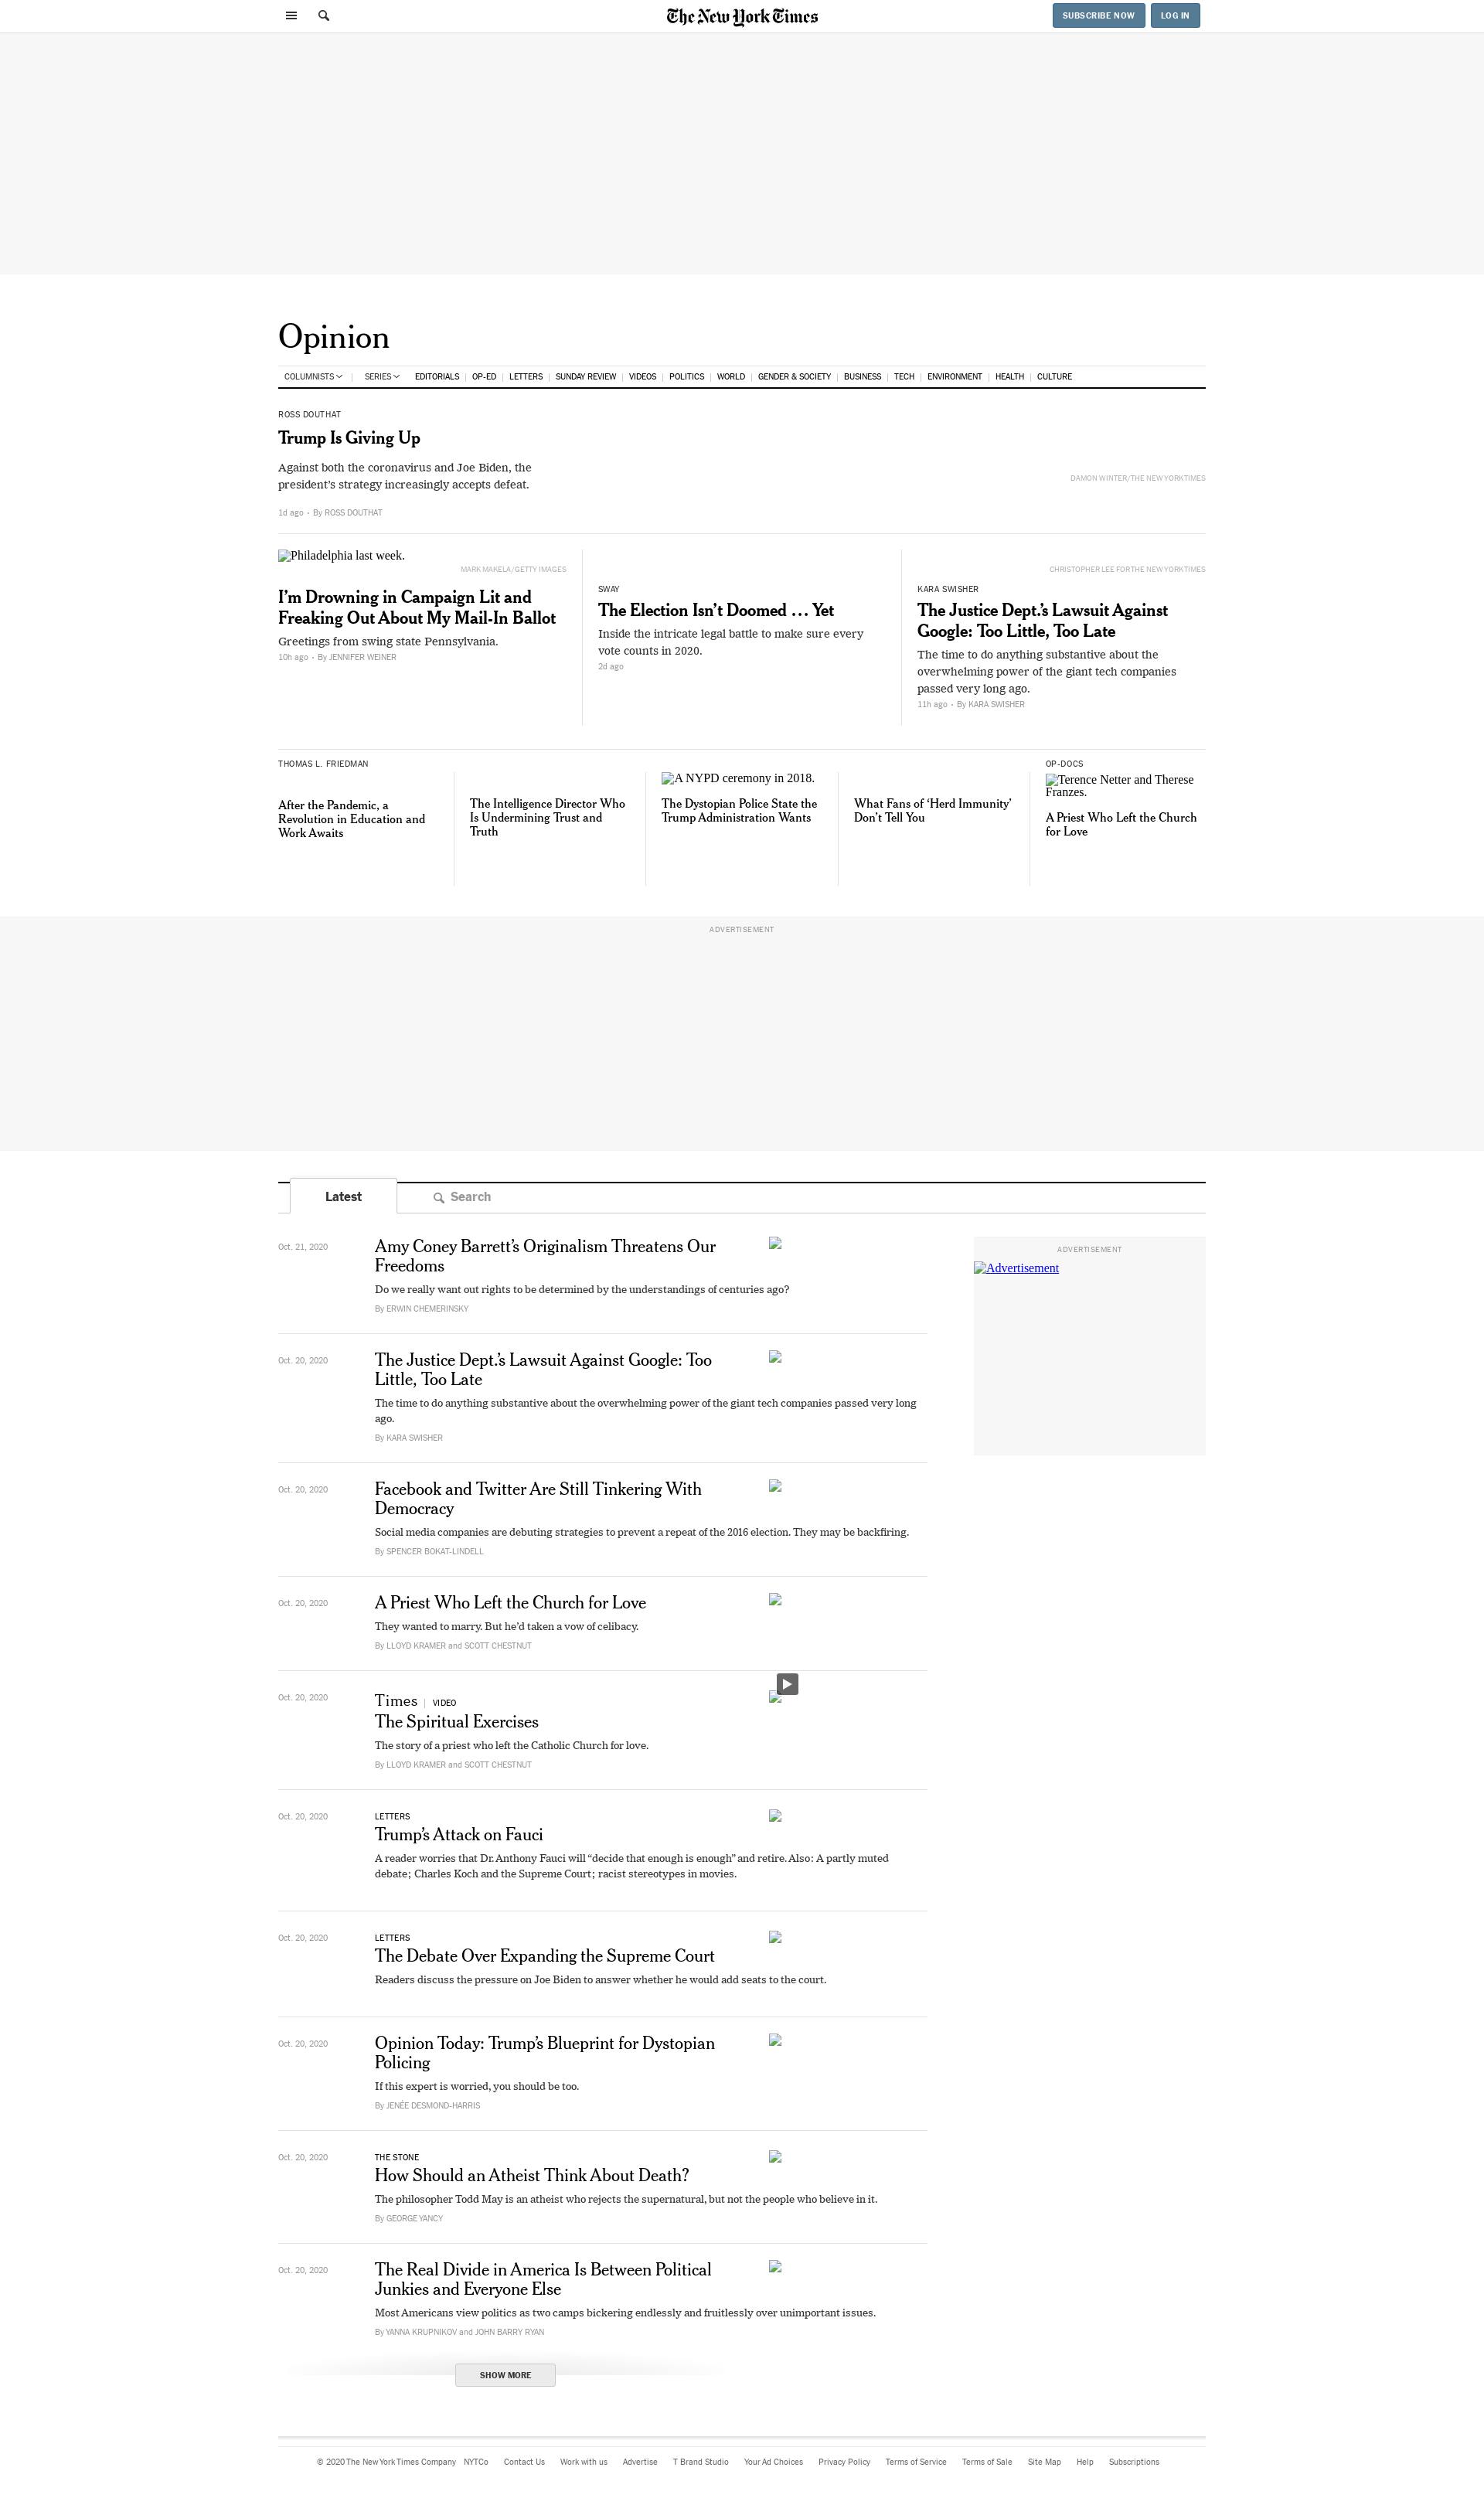 The New York Times
SUBSCRIBE NOW
LOG IN
Opinion
COLUMNISTS | SERIES EDITORIALS | OP-ED | LETTERS | SUNDAY REVIEW | VIDEOS | POLITICS | WORLD | GENDER & SOCIETY | BUSINESS | TECH | ENVIRONMENT | HEALTH | CULTURE
ROSS DOUTHAT
Trump Is Giving Up
Against both the coronavirus and Joe Biden, the
president's strategy increasingly accepts defeat.
1d ago • By ROSS DOUTHAT
DAMON WINTER/THE NEW YORK TIMES
Philadelphia last week.
MARK MAKELA/GETTY IMAGES
I'm Drowning in Campaign Lit and
Freaking Out About My Mail-In Ballot
Greetings from swing state Pennsylvania.
10h ago • By JENNIFER WEINER
SWAY
The Election Isn't Doomed … Yet
Inside the intricate legal battle to make sure every
vote counts in 2020.
2d ago
CHRISTOPHER LEE FOR THE NEW YORK TIMES
KARA SWISHER
The Justice Dept.'s Lawsuit Against
Google: Too Little, Too Late
The time to do anything substantive about the
overwhelming power of the giant tech companies
passed very long ago.
11h ago • By KARA SWISHER
THOMAS L. FRIEDMAN
After the Pandemic, a
Revolution in Education and
Work Awaits
The Intelligence Director Who
Is Undermining Trust and
Truth
A NYPD ceremony in 2018.
The Dystopian Police State the
Trump Administration Wants
What Fans of 'Herd Immunity'
Don't Tell You
OP-DOCS
Terence Netter and Therese
Franzes.
A Priest Who Left the Church
for Love
ADVERTISEMENT
Latest
Search
Oct. 21, 2020
Amy Coney Barrett's Originalism Threatens Our
Freedoms
Do we really want out rights to be determined by the understandings of centuries ago?
By ERWIN CHEMERINSKY
ADVERTISEMENT
Advertisement
Oct. 20, 2020
The Justice Dept.'s Lawsuit Against Google: Too
Little, Too Late
The time to do anything substantive about the overwhelming power of the giant tech companies passed very long
ago.
By KARA SWISHER
Oct. 20, 2020
Facebook and Twitter Are Still Tinkering With
Democracy
Social media companies are debuting strategies to prevent a repeat of the 2016 election. They may be backfiring.
By SPENCER BOKAT-LINDELL
Oct. 20, 2020
A Priest Who Left the Church for Love
They wanted to marry. But he'd taken a vow of celibacy.
By LLOYD KRAMER and SCOTT CHESTNUT
Oct. 20, 2020
Times | VIDEO
The Spiritual Exercises
The story of a priest who left the Catholic Church for love.
By LLOYD KRAMER and SCOTT CHESTNUT
Oct. 20, 2020
LETTERS
Trump's Attack on Fauci
A reader worries that Dr. Anthony Fauci will “decide that enough is enough” and retire. Also: A partly muted
debate; Charles Koch and the Supreme Court; racist stereotypes in movies.
Oct. 20, 2020
LETTERS
The Debate Over Expanding the Supreme Court
Readers discuss the pressure on Joe Biden to answer whether he would add seats to the court.
Oct. 20, 2020
Opinion Today: Trump's Blueprint for Dystopian
Policing
If this expert is worried, you should be too.
By JENÉE DESMOND-HARRIS
Oct. 20, 2020
THE STONE
How Should an Atheist Think About Death?
The philosopher Todd May is an atheist who rejects the supernatural, but not the people who believe in it.
By GEORGE YANCY
Oct. 20, 2020
The Real Divide in America Is Between Political
Junkies and Everyone Else
Most Americans view politics as two camps bickering endlessly and fruitlessly over unimportant issues.
By YANNA KRUPNIKOV and JOHN BARRY RYAN
SHOW MORE
© 2020 The New York Times Company NYTCo Contact Us Work with us Advertise T Brand Studio Your Ad Choices Privacy Policy Terms of Service Terms of Sale Site Map Help Subscriptions